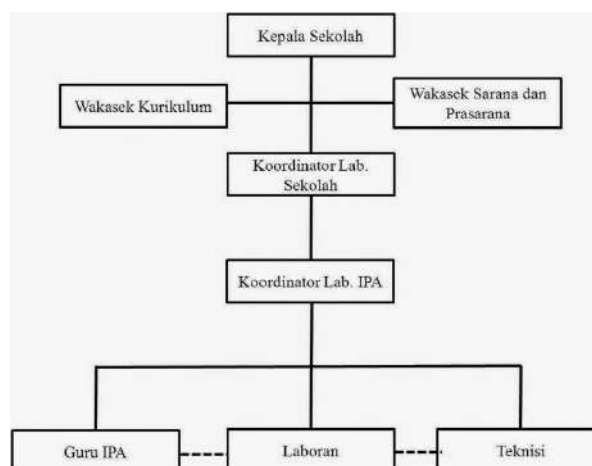 Kepala Sekolah
Wakasek Kurikulum
Wakasek Sarana dan
Prasarana
Koordinator Lab.
Sekolah
Koordinator Lab. IPA
Guru IPA
Laboran
Teknisi